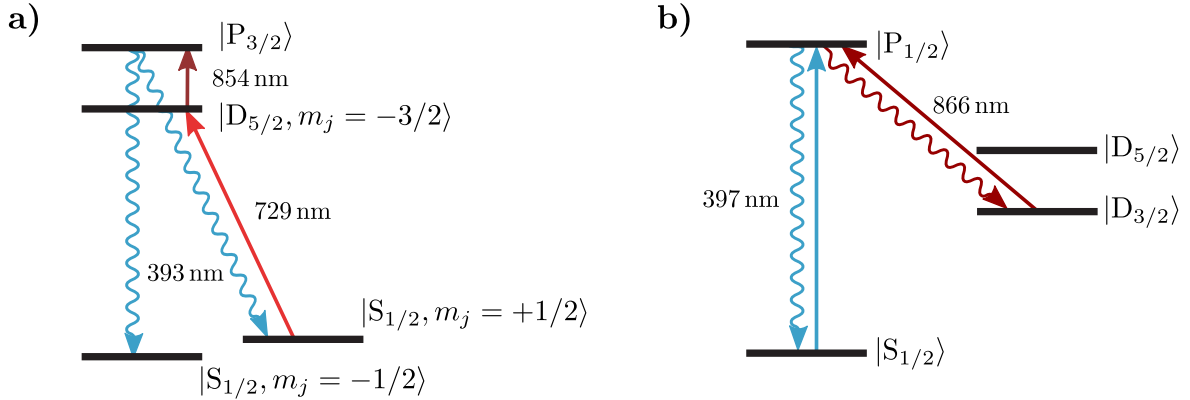 a)
|P₃/₂⟩
854 nm
|D₅/₂, mⱼ = −3/2⟩
729 nm
393 nm
|S₁/₂, mⱼ = +1/2⟩
|S₁/₂, mⱼ = −1/2⟩
b)
|P₁/₂⟩
866 nm
|D₅/₂⟩
397 nm
|D₃/₂⟩
|S₁/₂⟩